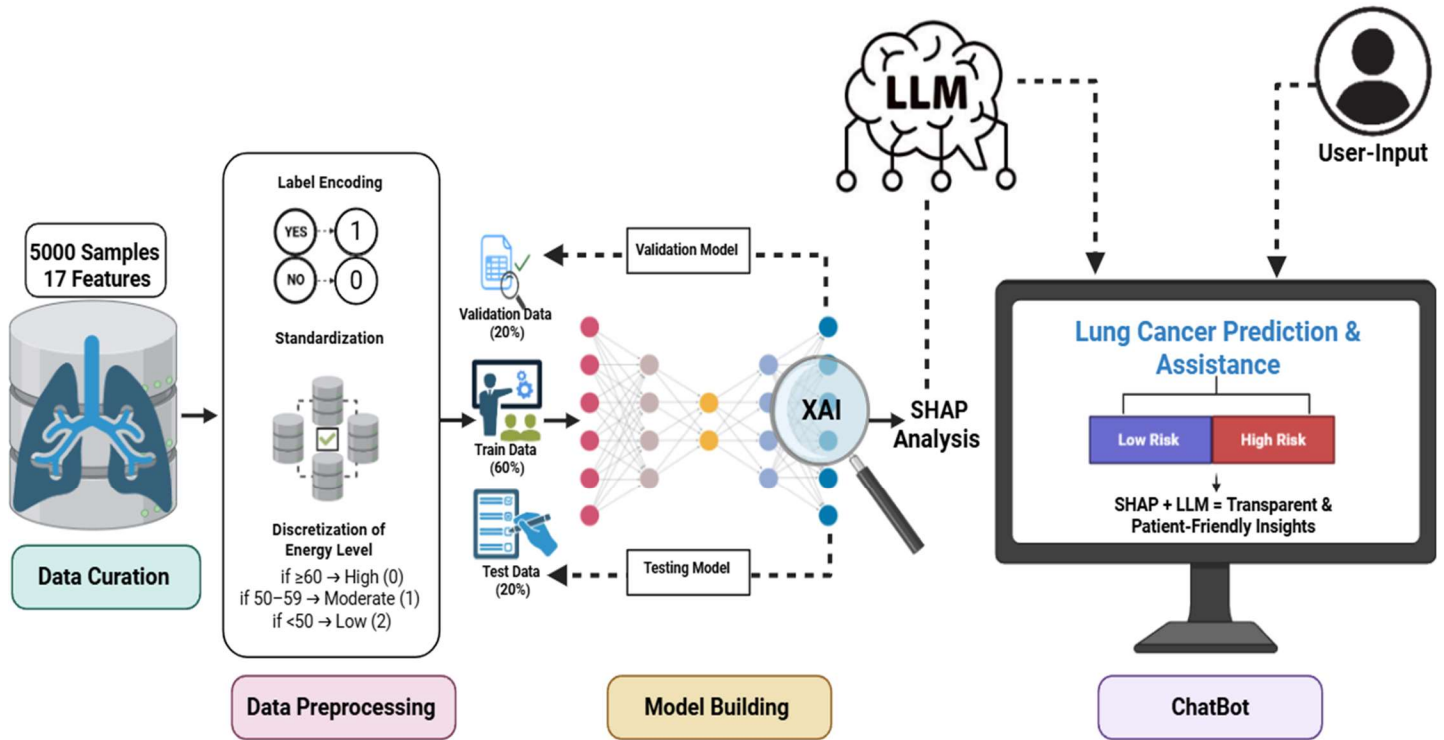 5000 Samples
17 Features
Data Curation
Label Encoding
YES
1
NO
0
Standardization
Discretization of
Energy Level
if ≥60 → High (0)
if 50–59 → Moderate (1)
if <50 → Low (2)
Data Preprocessing
Validation Data
(20%)
Train Data
(60%)
Test Data
(20%)
Validation Model
Testing Model
XAI
Model Building
SHAP
Analysis
LLM
User-Input
Lung Cancer Prediction &
Assistance
Low Risk
High Risk
SHAP + LLM = Transparent &
Patient-Friendly Insights
ChatBot